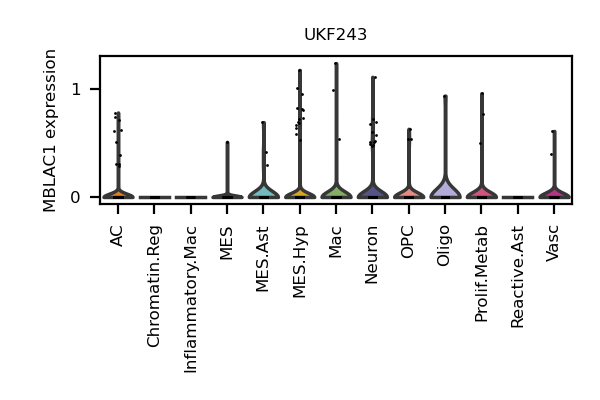 UKF243
MBLAC1 expression
1
0
AC
Chromatin.Reg
Inflammatory.Mac
MES
MES.Ast
MES.Hyp
Mac
Neuron
OPC
Oligo
Prolif.Metab
Reactive.Ast
Vasc